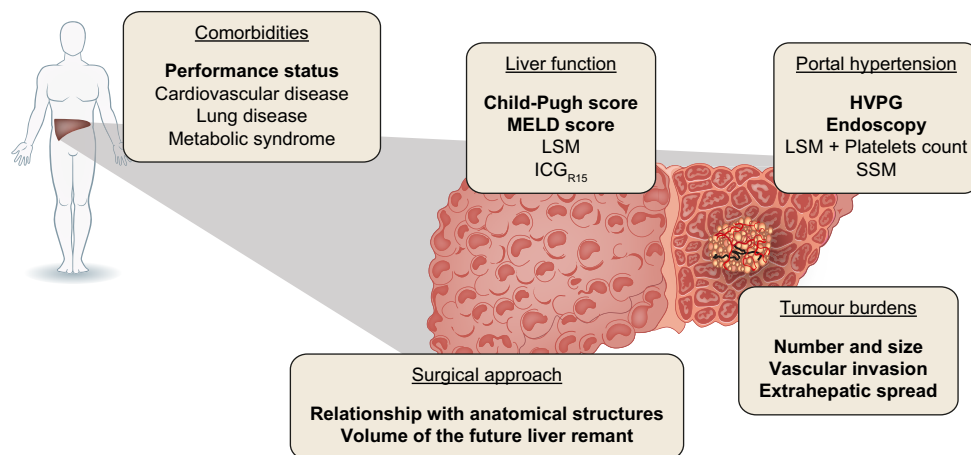 Comorbidities
Performance status
Cardiovascular disease
Lung disease
Metabolic syndrome
Liver function
Child-Pugh score
MELD score
LSM
ICGR15
Portal hypertension
HVPG
Endoscopy
LSM + Platelets count
SSM
Tumour burdens
Number and size
Vascular invasion
Extrahepatic spread
Surgical approach
Relationship with anatomical structures
Volume of the future liver remant